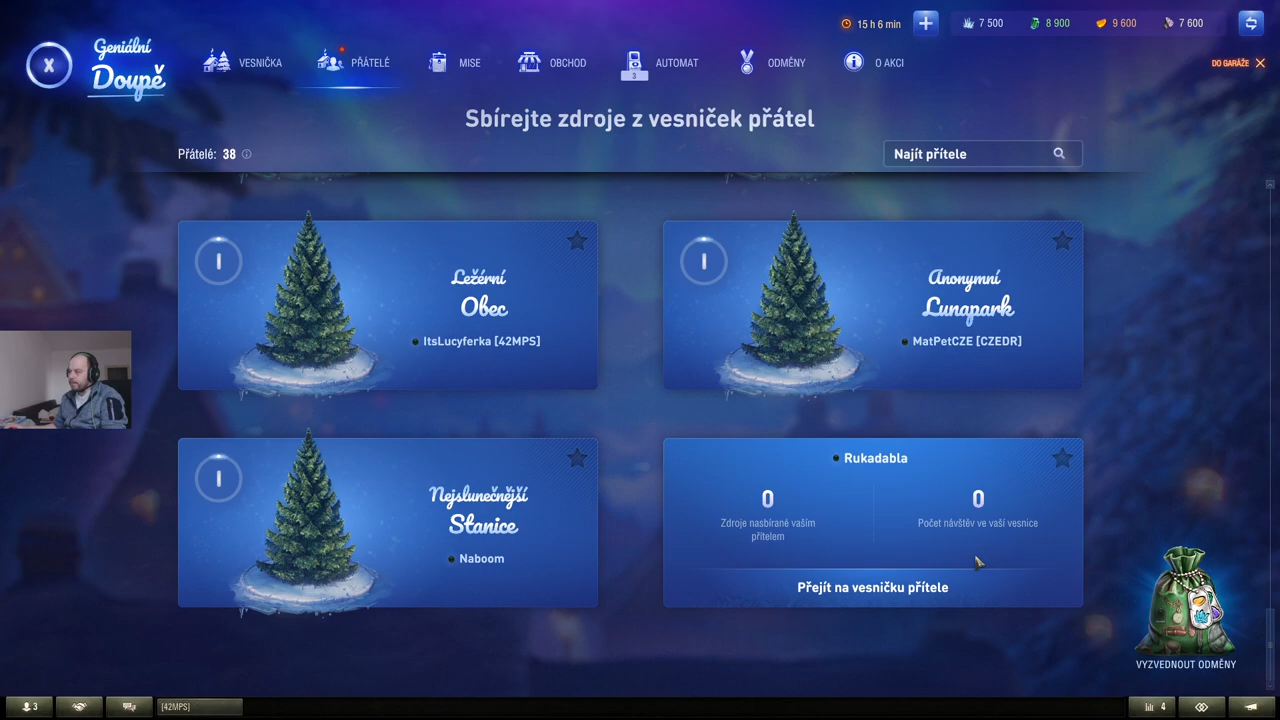 15 h 6 min
7 500
8 900
9 600
7 600
Geniální
Doupě
X
VESNIČKA
PŘÁTELÉ
MISE
OBCHOD
AUTOMAT
3
ODMĚNY
O AKCI
DO GARÁŽE
Sbírejte zdroje z vesniček přátel
Přátelé: 38
Najít přítele
I
Ležérní
Obec
ItsLucyferka [42MPS]
I
Anonymní
Lunapark
MatPetCZE [CZEDR]
I
Nejslunečnější
Stanice
Naboom
Rukadabla
0
Zdroje nasbírané vaším
přítelem
0
Počet návštěv ve vaší vesnice
Přejít na vesničku přítele
VYZVEDNOUT ODMĚNY
3
[42MPS]
4